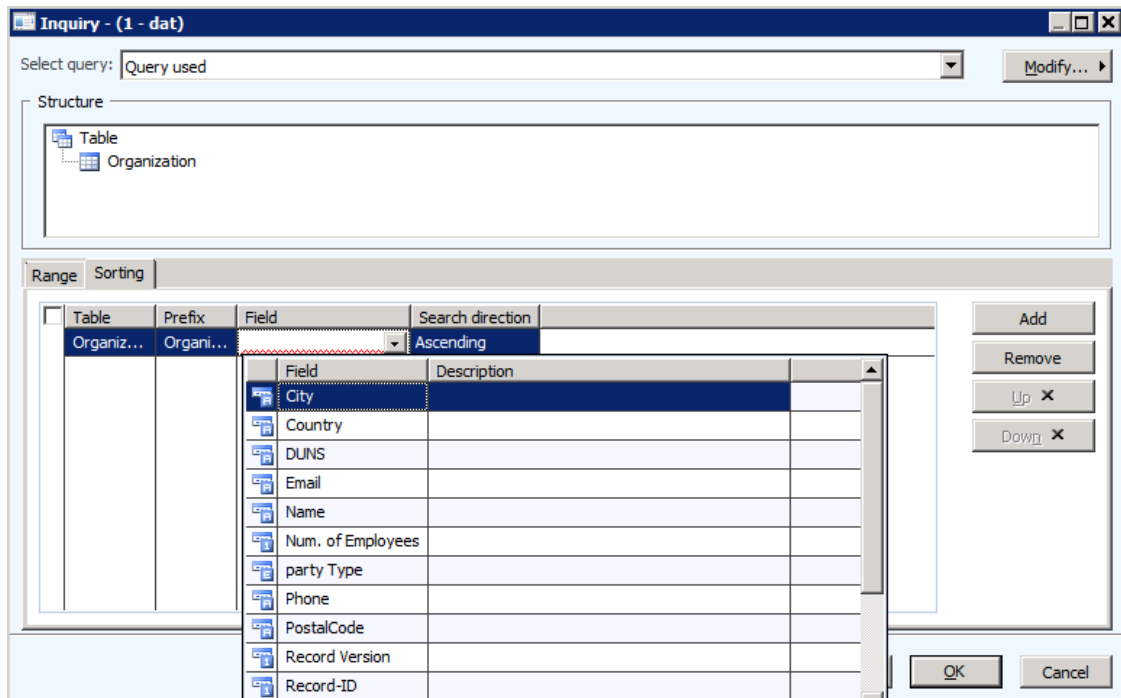 Inquiry - (1 - dat)
Select query: Query used Modify...
Structure
Table
Organization
Range Sorting
Table Prefix Field Search direction Add
Organiz... Organi... Ascending
Remove
Field Description
City
Up
Country
Down
DUNS
Email
Name
Num. of Employees
party Type
Phone
PostalCode
Record Version
OK Cancel
Record-ID